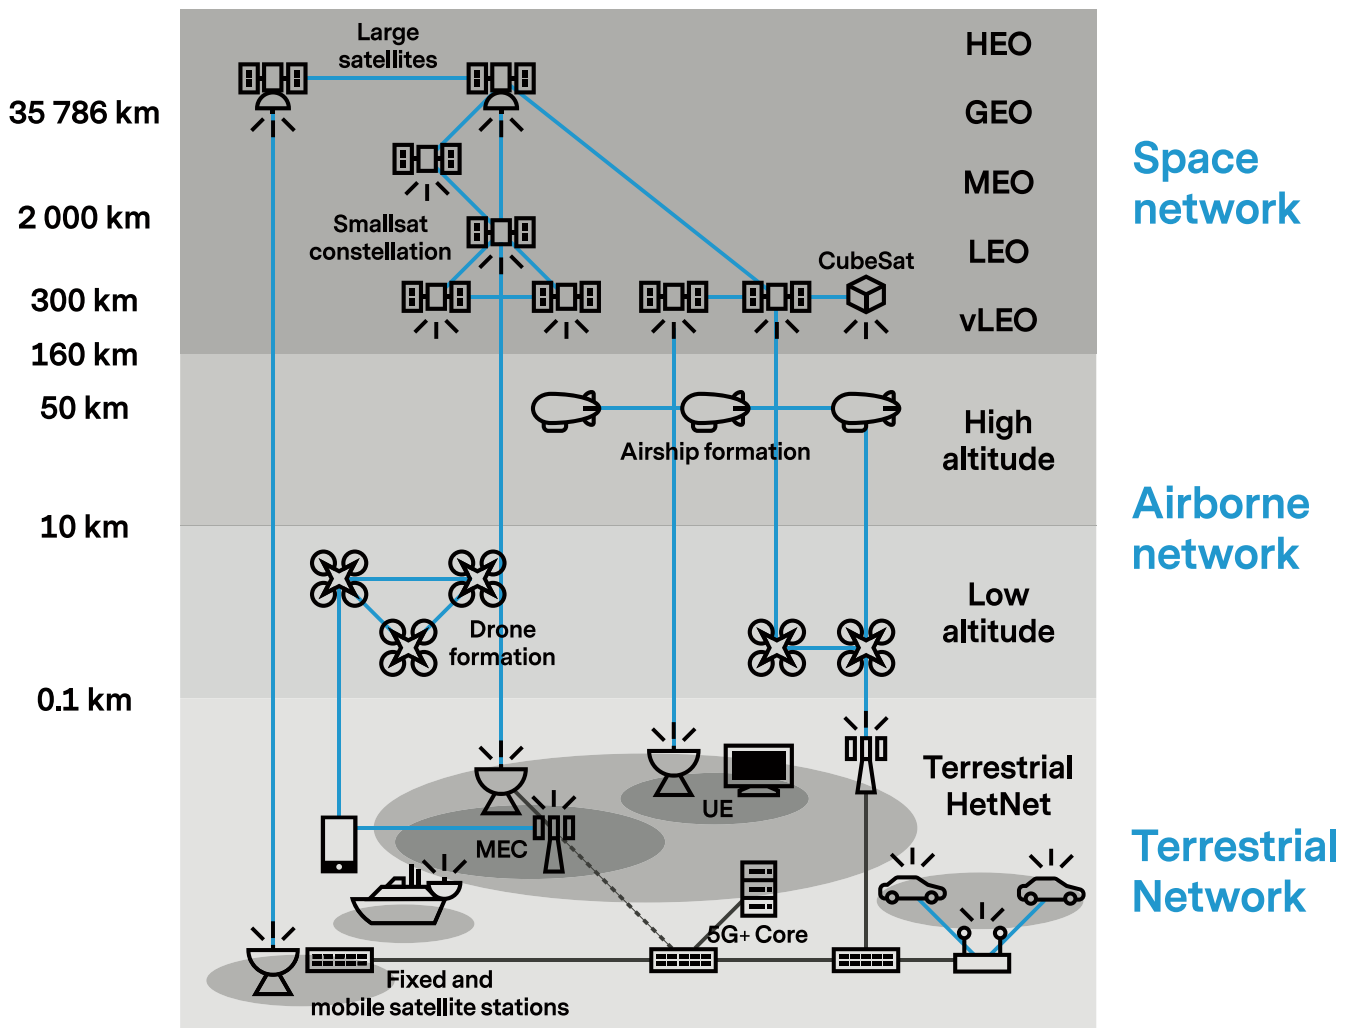 Large
satellites
HEO
35 786 km
GEO
Space
network
MEO
2 000 km
Smallsat
constellation
LEO
CubeSat
300 km
vLEO
160 km
50 km
High
altitude
Airship formation
Airborne
network
10 km
Low
altitude
Drone
formation
0.1 km
Terrestrial
HetNet
UE
MEC
Terrestrial
Network
5G+ Core
Fixed and
mobile satellite stations